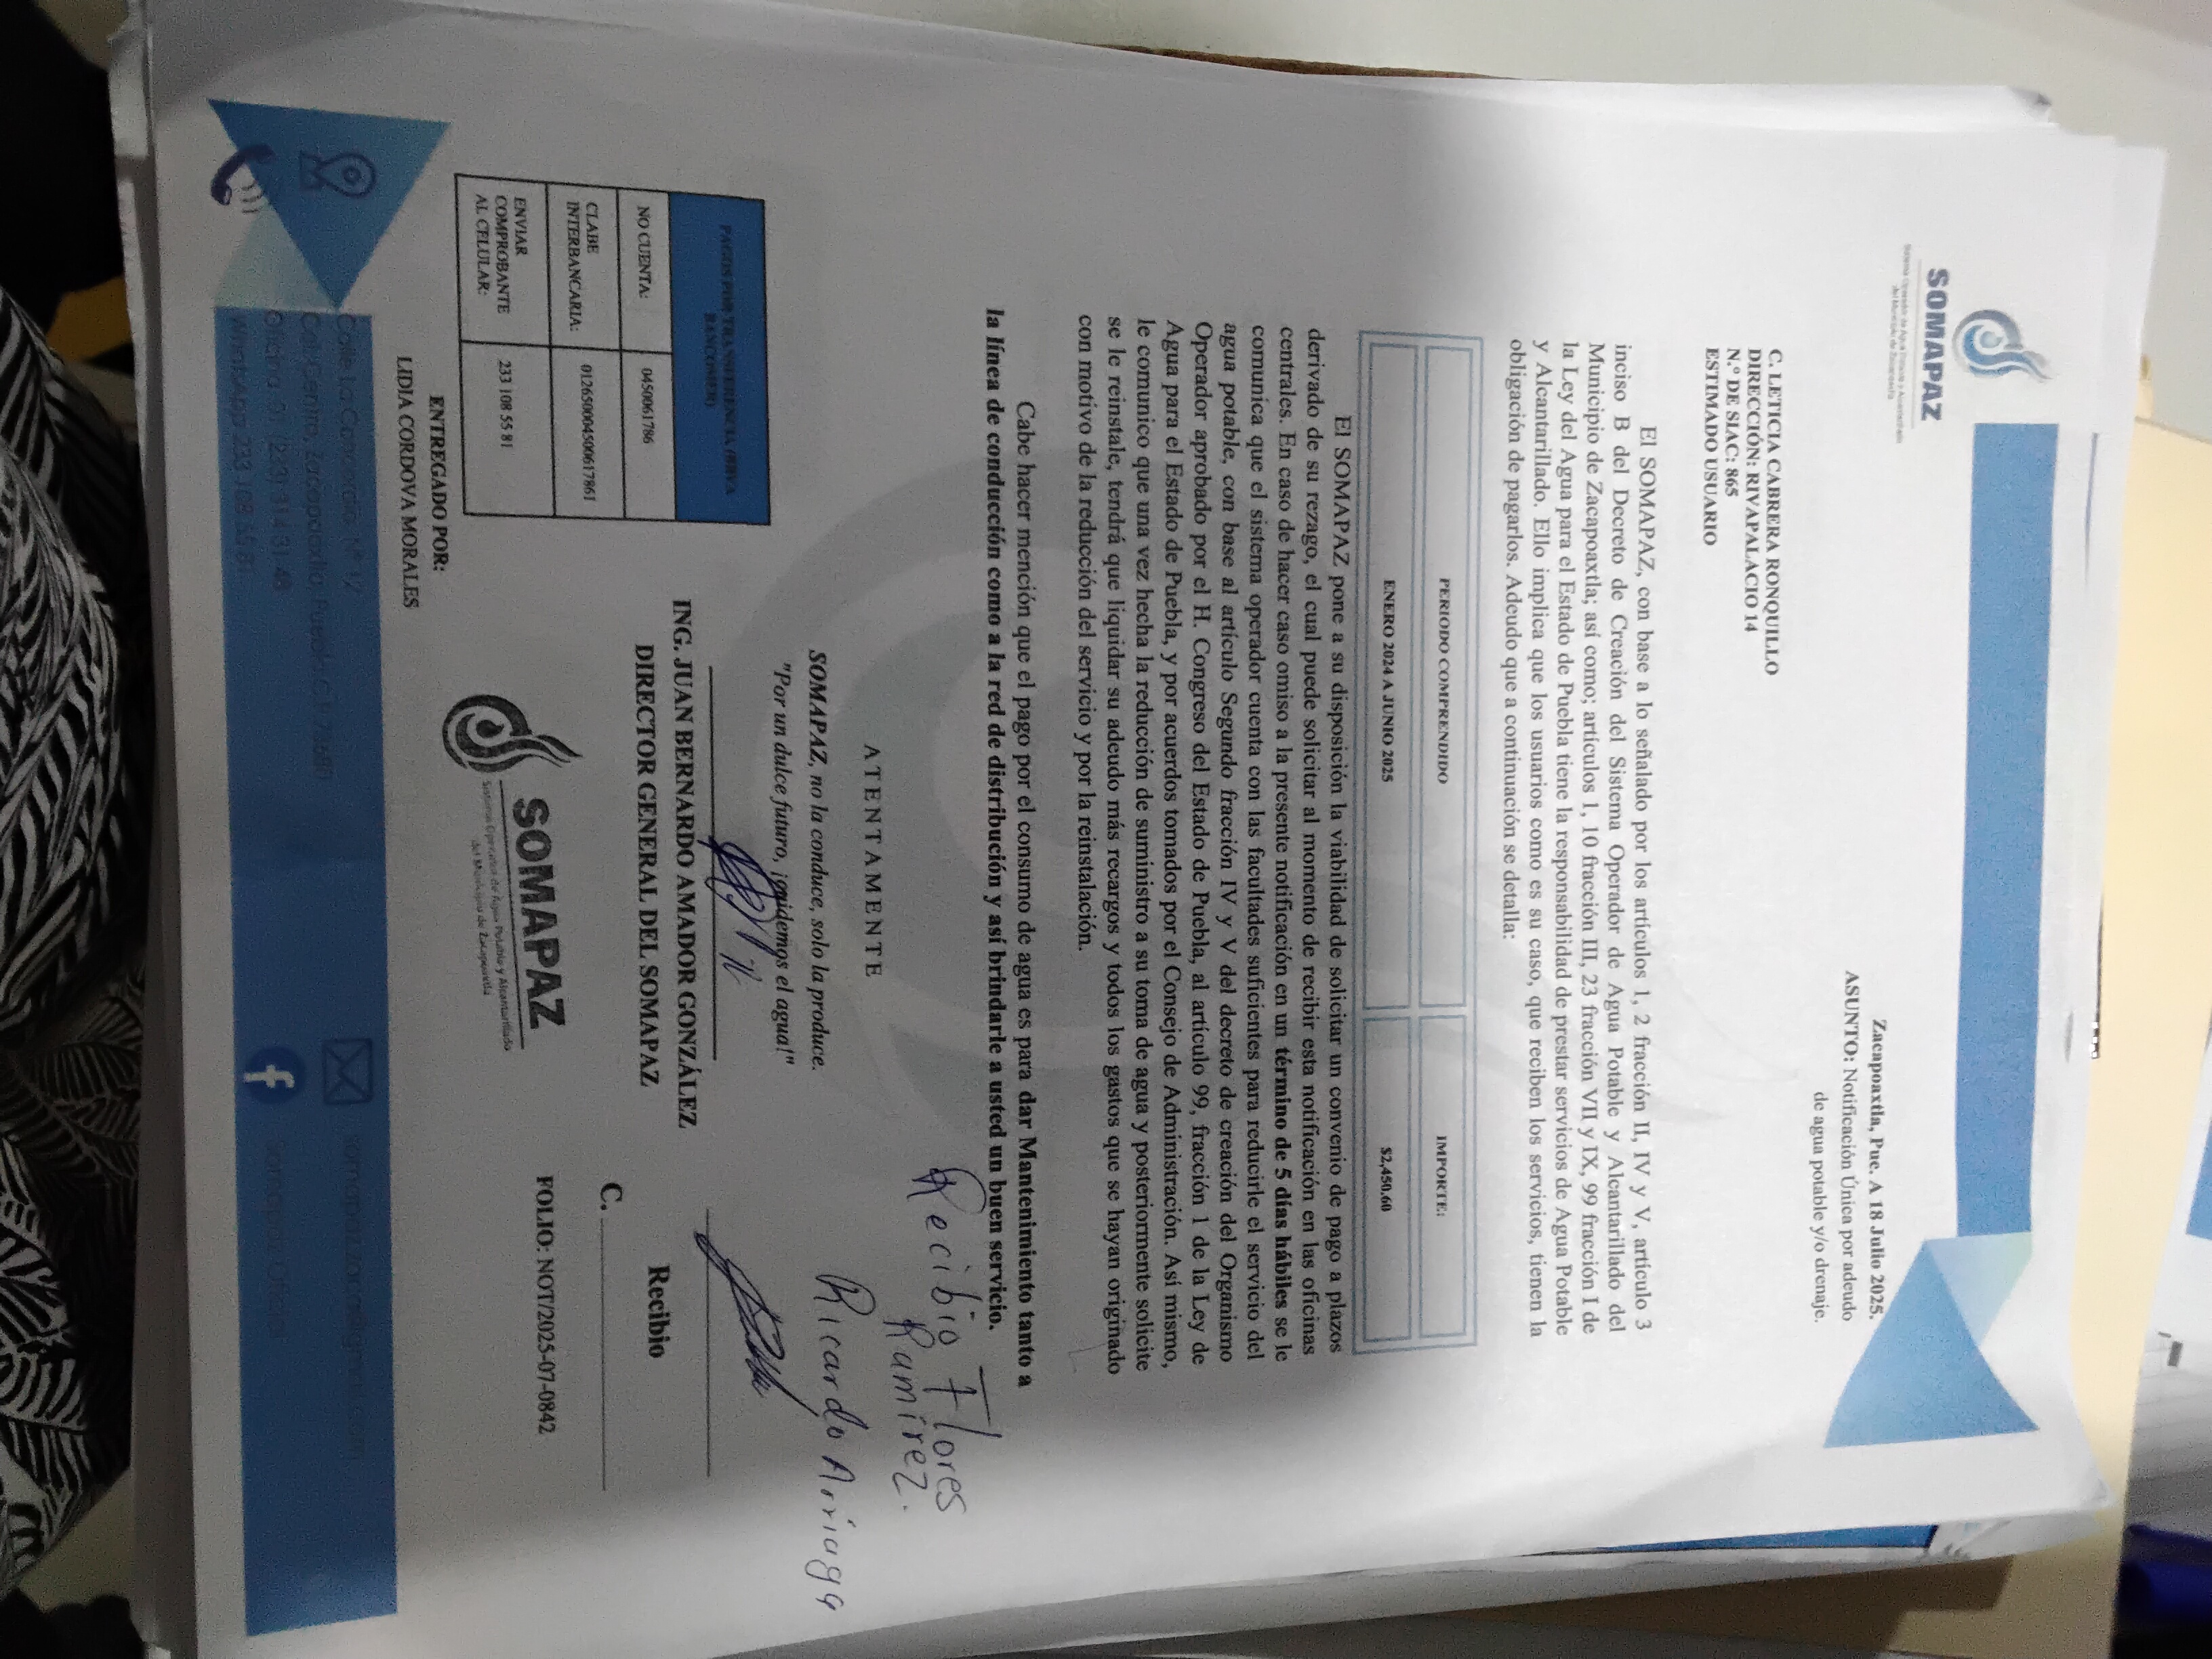 SOMAPAZ
Sistema Operador de Agua Potable y Alcantarillado
del Municipio de Zacapoaxtla
Zacapoaxtla, Pue. A 18 Julio 2025.
ASUNTO: Notificación Única por adeudo
de agua potable y/o drenaje.
C. LETICIA CABRERA RONQUILLO
DIRECCIÓN: RIVAPALACIO 14
N.º DE SIAC: 865
ESTIMADO USUARIO
El SOMAPAZ, con base a lo señalado por los artículos 1, 2 fracción II, IV y V, artículo 3
inciso B del Decreto de Creación del Sistema Operador de Agua Potable y Alcantarillado del
Municipio de Zacapoaxtla; así como; artículos 1, 10 fracción III, 23 fracción VII y IX, 99 fracción I de
la Ley del Agua para el Estado de Puebla tiene la responsabilidad de prestar servicios de Agua Potable
y Alcantarillado. Ello implica que los usuarios como es su caso, que reciben los servicios, tienen la
obligación de pagarlos. Adeudo que a continuación se detalla:
PERIODO COMPRENDIDO IMPORTE:
ENERO 2024 A JUNIO 2025 $2,450.60
El SOMAPAZ pone a su disposición la viabilidad de solicitar un convenio de pago a plazos
derivado de su rezago, el cual puede solicitar al momento de recibir esta notificación en las oficinas
centrales. En caso de hacer caso omiso a la presente notificación en un término de 5 días hábiles se le
comunica que el sistema operador cuenta con las facultades suficientes para reducirle el servicio del
agua potable, con base al artículo Segundo fracción IV y V del decreto de creación del Organismo
Operador aprobado por el H. Congreso del Estado de Puebla, al artículo 99, fracción 1 de la Ley de
Agua para el Estado de Puebla, y por acuerdos tomados por el Consejo de Administración. Así mismo,
le comunico que una vez hecha la reducción de suministro a su toma de agua y posteriormente solicite
se le reinstale, tendrá que liquidar su adeudo más recargos y todos los gastos que se hayan originado
con motivo de la reducción del servicio y por la reinstalación.
Cabe hacer mención que el pago por el consumo de agua es para dar Mantenimiento tanto a
la línea de conducción como a la red de distribución y así brindarle a usted un buen servicio.
Recibio Flores
Ramírez.
Ricardo Arriaga
ATENTAMENTE
SOMAPAZ, no la conduce, solo la produce.
"Por un dulce futuro, ¡cuidemos el agua!"
ING. JUAN BERNARDO AMADOR GONZÁLEZ
DIRECTOR GENERAL DEL SOMAPAZ
Recibio
C.
FOLIO: NOT/2025-07-0842
PAGOS POR TRANSFERENCIA (BBVA
BANCOMER)
NO CUENTA: 0450061786
CLABE
INTERBANCARIA: 012650004500617861
ENVIAR
COMPROBANTE
AL CELULAR: 233 108 55 81
SOMAPAZ
Sistema Operador de Agua Potable y Alcantarillado
del Municipio de Zacapoaxtla
ENTREGADO POR:
LIDIA CORDOVA MORALES
Calle La Concordia, Nº 12
Col. Centro, Zacapoaxtla, Puebla C.P. 73680
Oficina. 01 (233) 314 31 48
WhatsApp 233 108 55 81
somapaz.zaca@gmail.com
Somapaz Oficial